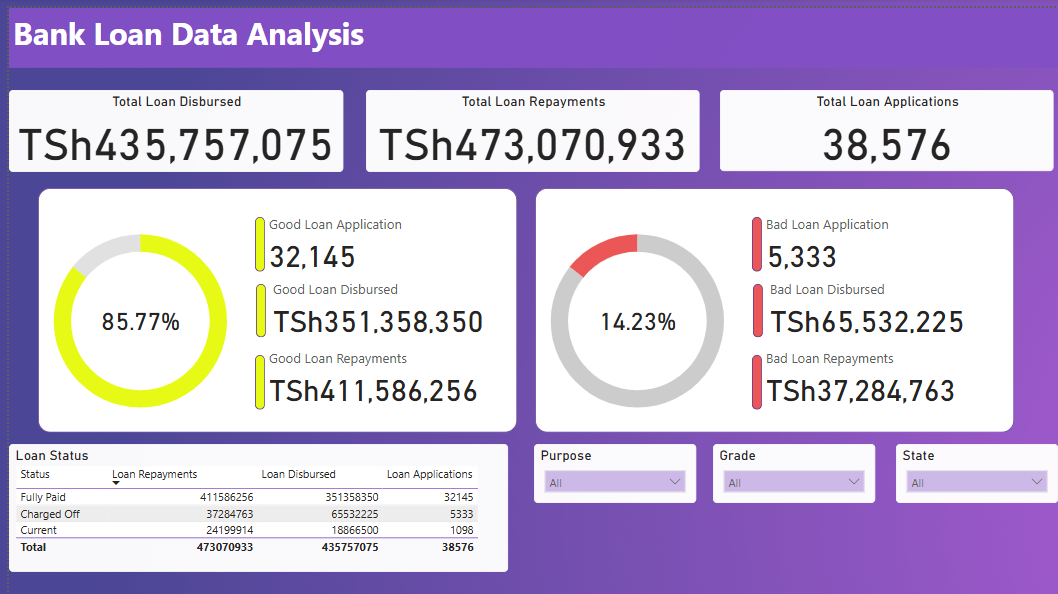 Bank Loan Data Analysis
Total Loan Disbursed
TSh435,757,075
Total Loan Repayments
TSh473,070,933
Total Loan Applications
38,576
85.77%
Good Loan Application
32,145
Good Loan Disbursed
TSh351,358,350
Good Loan Repayments
TSh411,586,256
14.23%
Bad Loan Application
5,333
Bad Loan Disbursed
TSh65,532,225
Bad Loan Repayments
TSh37,284,763
Loan Status
Status Loan Repayments Loan Disbursed Loan Applications
Fully Paid 411586256 351358350 32145
Charged Off 37284763 65532225 5333
Current 24199914 18866500 1098
Total 473070933 435757075 38576
Purpose
All
Grade
All
State
All